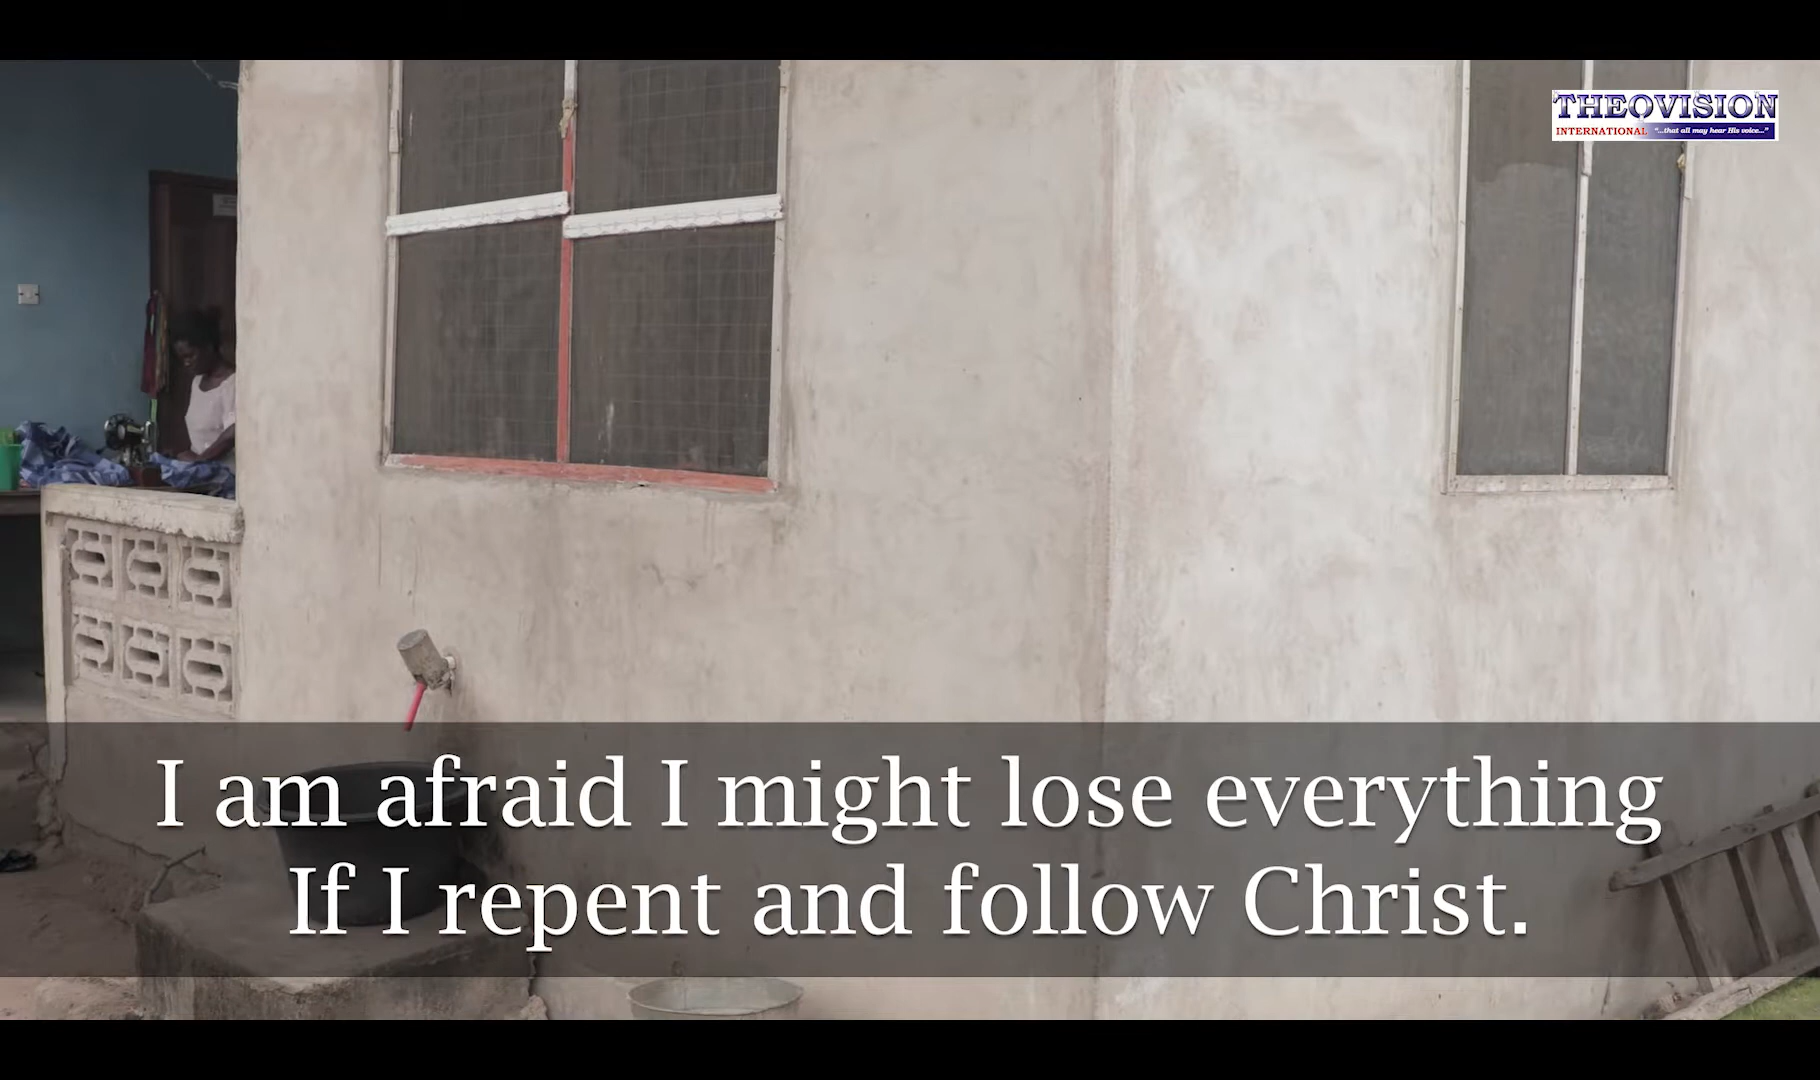 THEOVISION
INTERNATIONAL "...that all may hear His voice..."
I am afraid I might lose everything
If I repent and follow Christ.